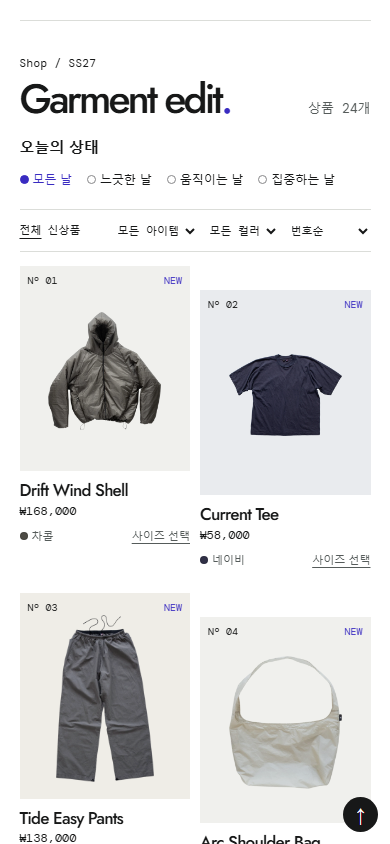 Shop / SS27
Garment edit.
상품 24개
오늘의 상태
모든 날 느긋한 날 움직이는 날 집중하는 날
전체 신상품 모든 아이템 모든 컬러 번호순
Nº 01 NEW
Nº 02 NEW
Drift Wind Shell
₩168,000
차콜 사이즈 선택
Current Tee
₩58,000
네이비 사이즈 선택
Nº 03 NEW
Nº 04 NEW
Tide Easy Pants
₩138,000
Arc Shoulder Bag
↑